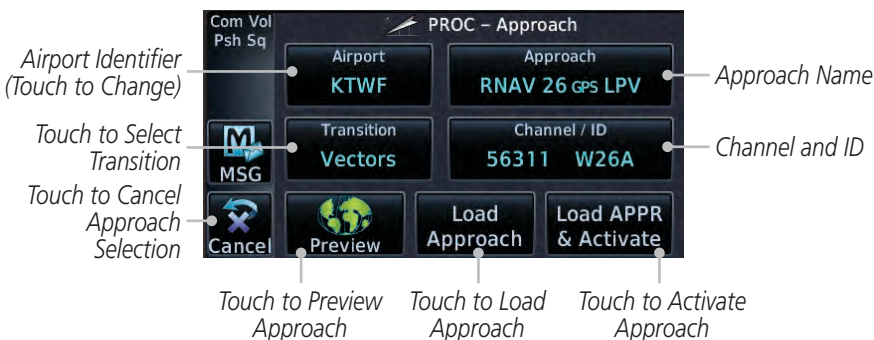 Com Vol
Psh Sq
PROC – Approach
Airport Identifier
(Touch to Change)
Airport
KTWF
Approach
RNAV 26 GPS LPV
Approach Name
Touch to Select
Transition
MSG
Transition
Vectors
Channel / ID
56311 W26A
Channel and ID
Touch to Cancel
Approach
Selection
Cancel
Preview
Load
Approach
Load APPR
& Activate
Touch to Preview
Approach
Touch to Load
Approach
Touch to Activate
Approach